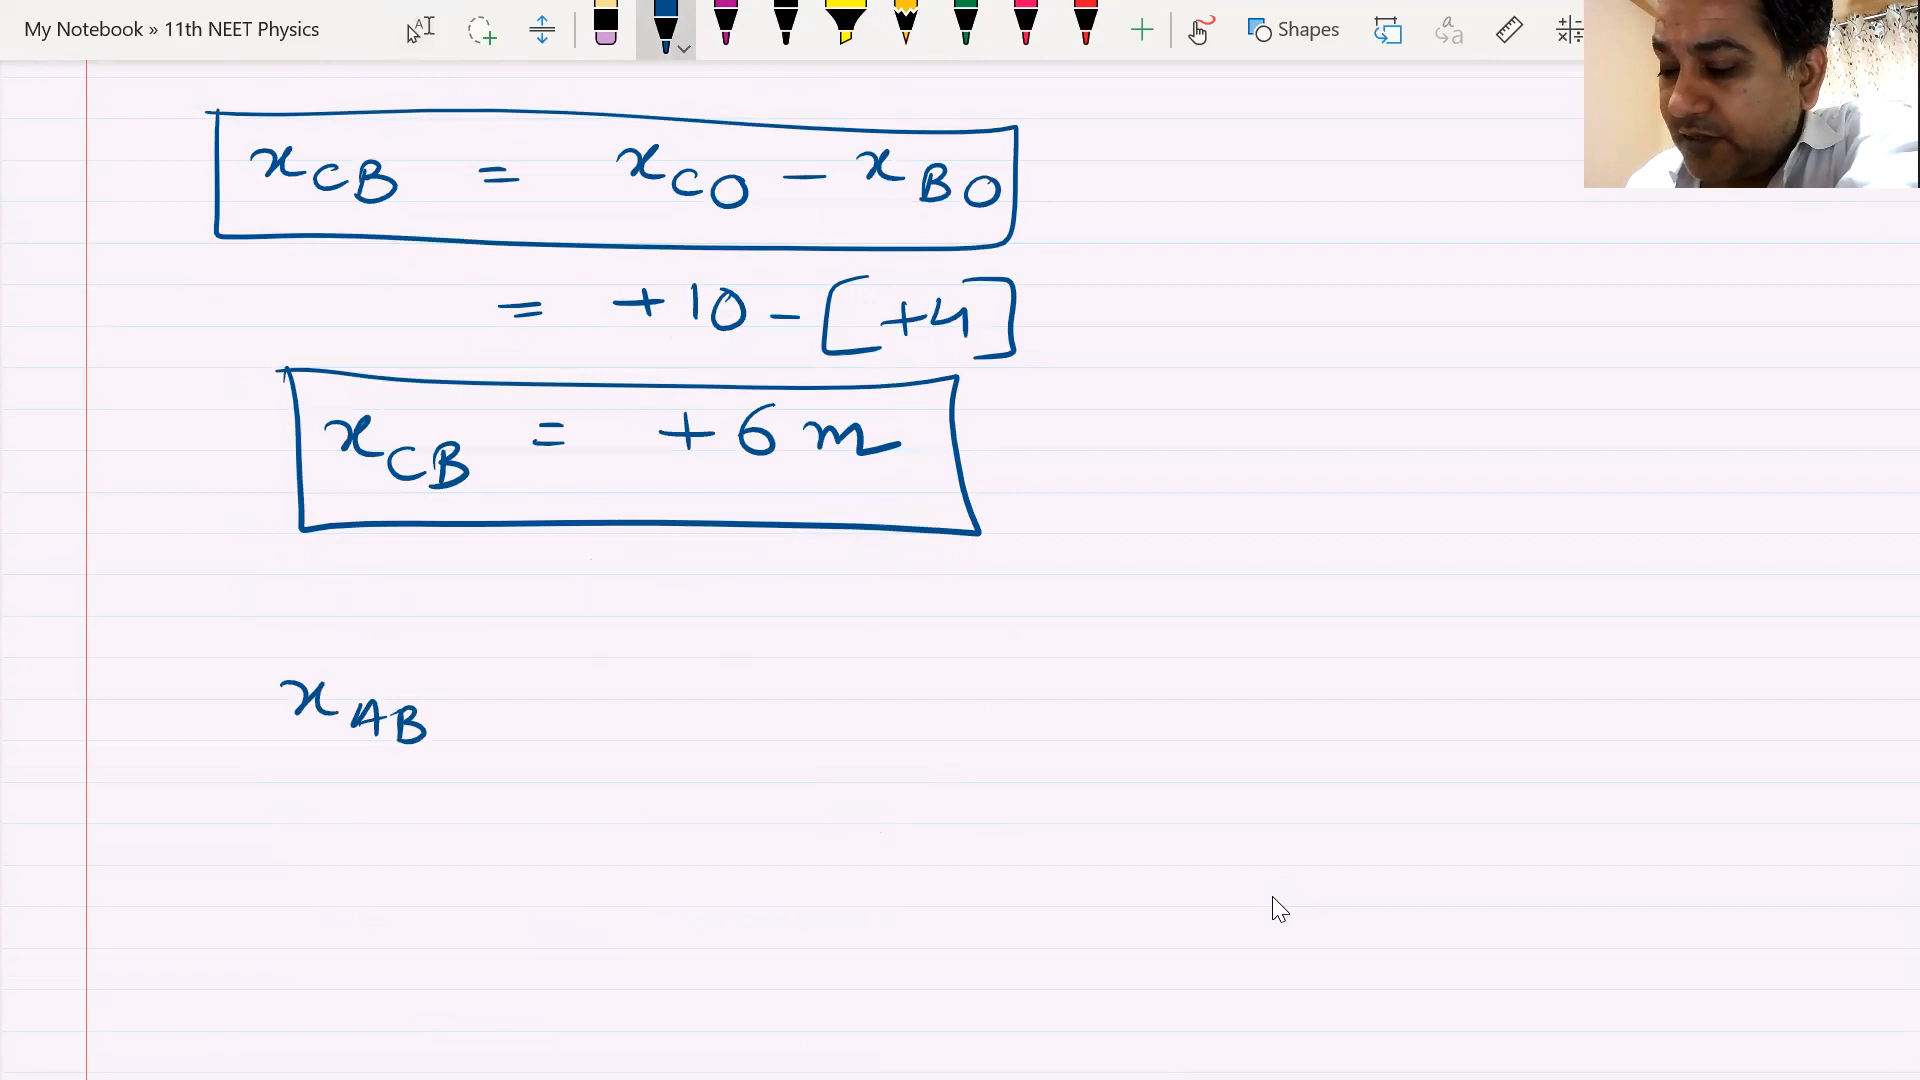 My Notebook » 11th NEET Physics
Shapes
x_CB = x_CO - x_BO
= +10 - [+4]
x_CB = +6 m
x_AB